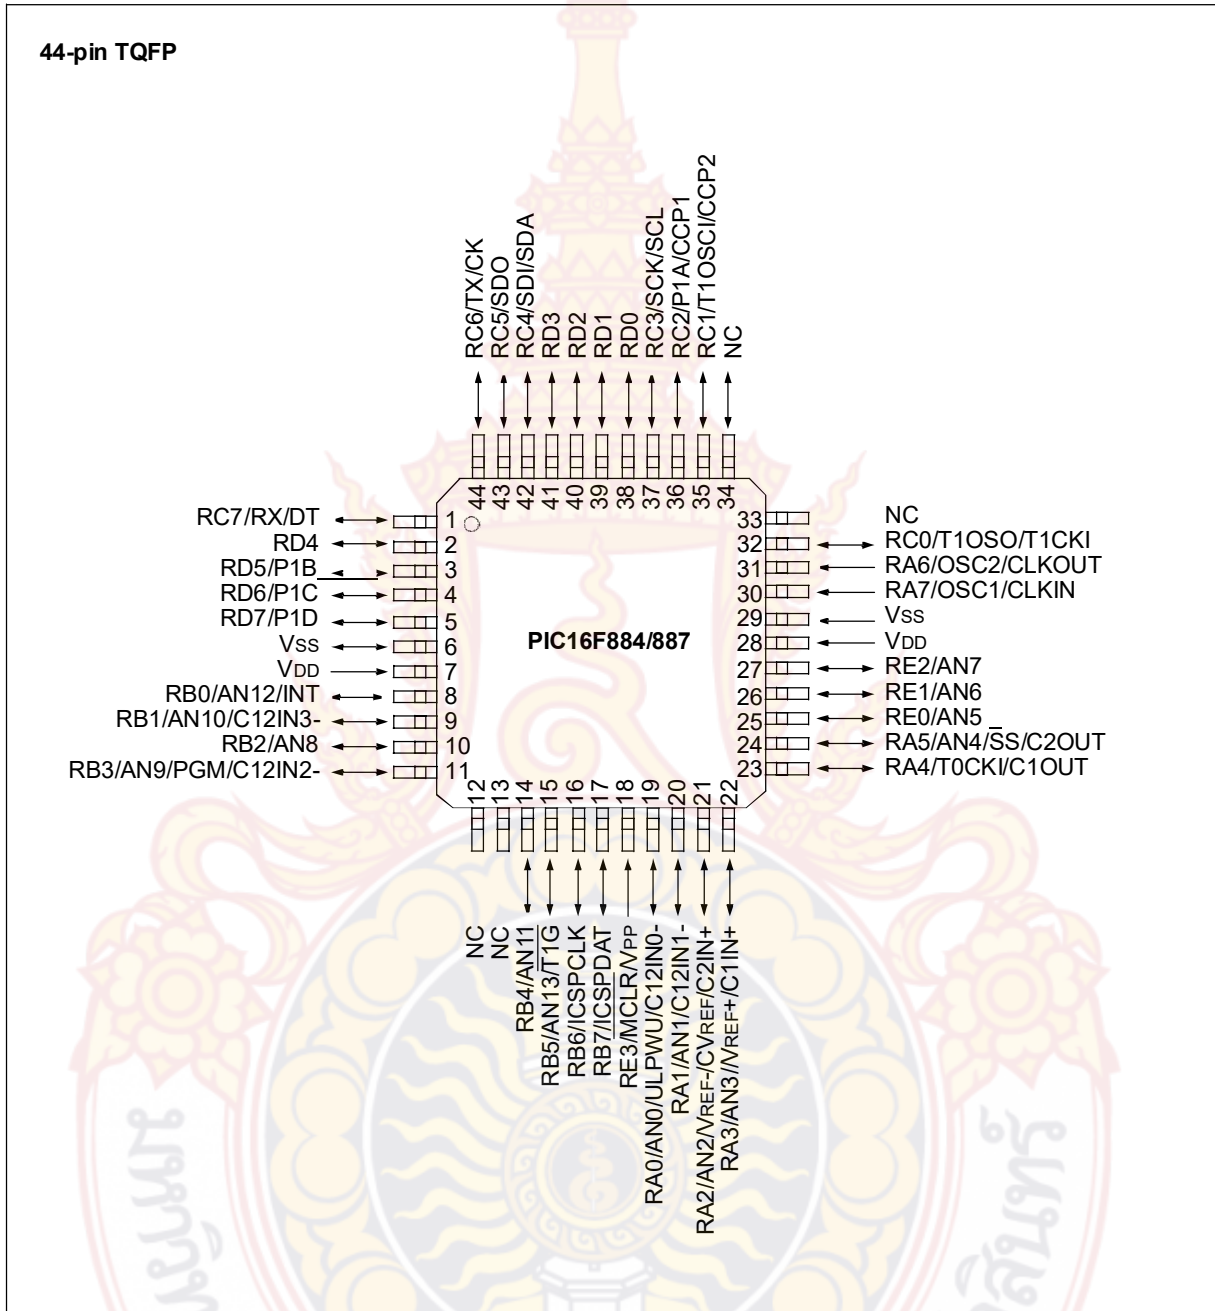 44-pin TQFP
RC6/TX/CK
RC5/SDO
RC4/SDI/SDA
RD3
RD2
RD1
RD0
RC3/SCK/SCL
RC2/P1A/CCP1
RC1/T1OSCI/CCP2
NC
44
43
42
41
40
39
38
37
36
35
34
RC7/RX/DT 1
RD4 2
RD5/P1B 3
RD6/P1C 4
RD7/P1D 5
VSS 6
VDD 7
RB0/AN12/INT 8
RB1/AN10/C12IN3- 9
RB2/AN8 10
RB3/AN9/PGM/C12IN2- 11
PIC16F884/887
33 NC
32 RC0/T1OSO/T1CKI
31 RA6/OSC2/CLKOUT
30 RA7/OSC1/CLKIN
29 VSS
28 VDD
27 RE2/AN7
26 RE1/AN6
25 RE0/AN5
24 RA5/AN4/SS/C2OUT
23 RA4/T0CKI/C1OUT
12
13
14
15
16
17
18
19
20
21
22
NC
NC
RB4/AN11
RB5/AN13/T1G
RB6/ICSPCLK
RB7/ICSPDAT
RE3/MCLR/VPP
RA0/AN0/ULPWU/C12IN0-
RA1/AN1/C12IN1-
RA2/AN2/VREF-/CVREF/C2IN+
RA3/AN3//VREF+/C1IN+